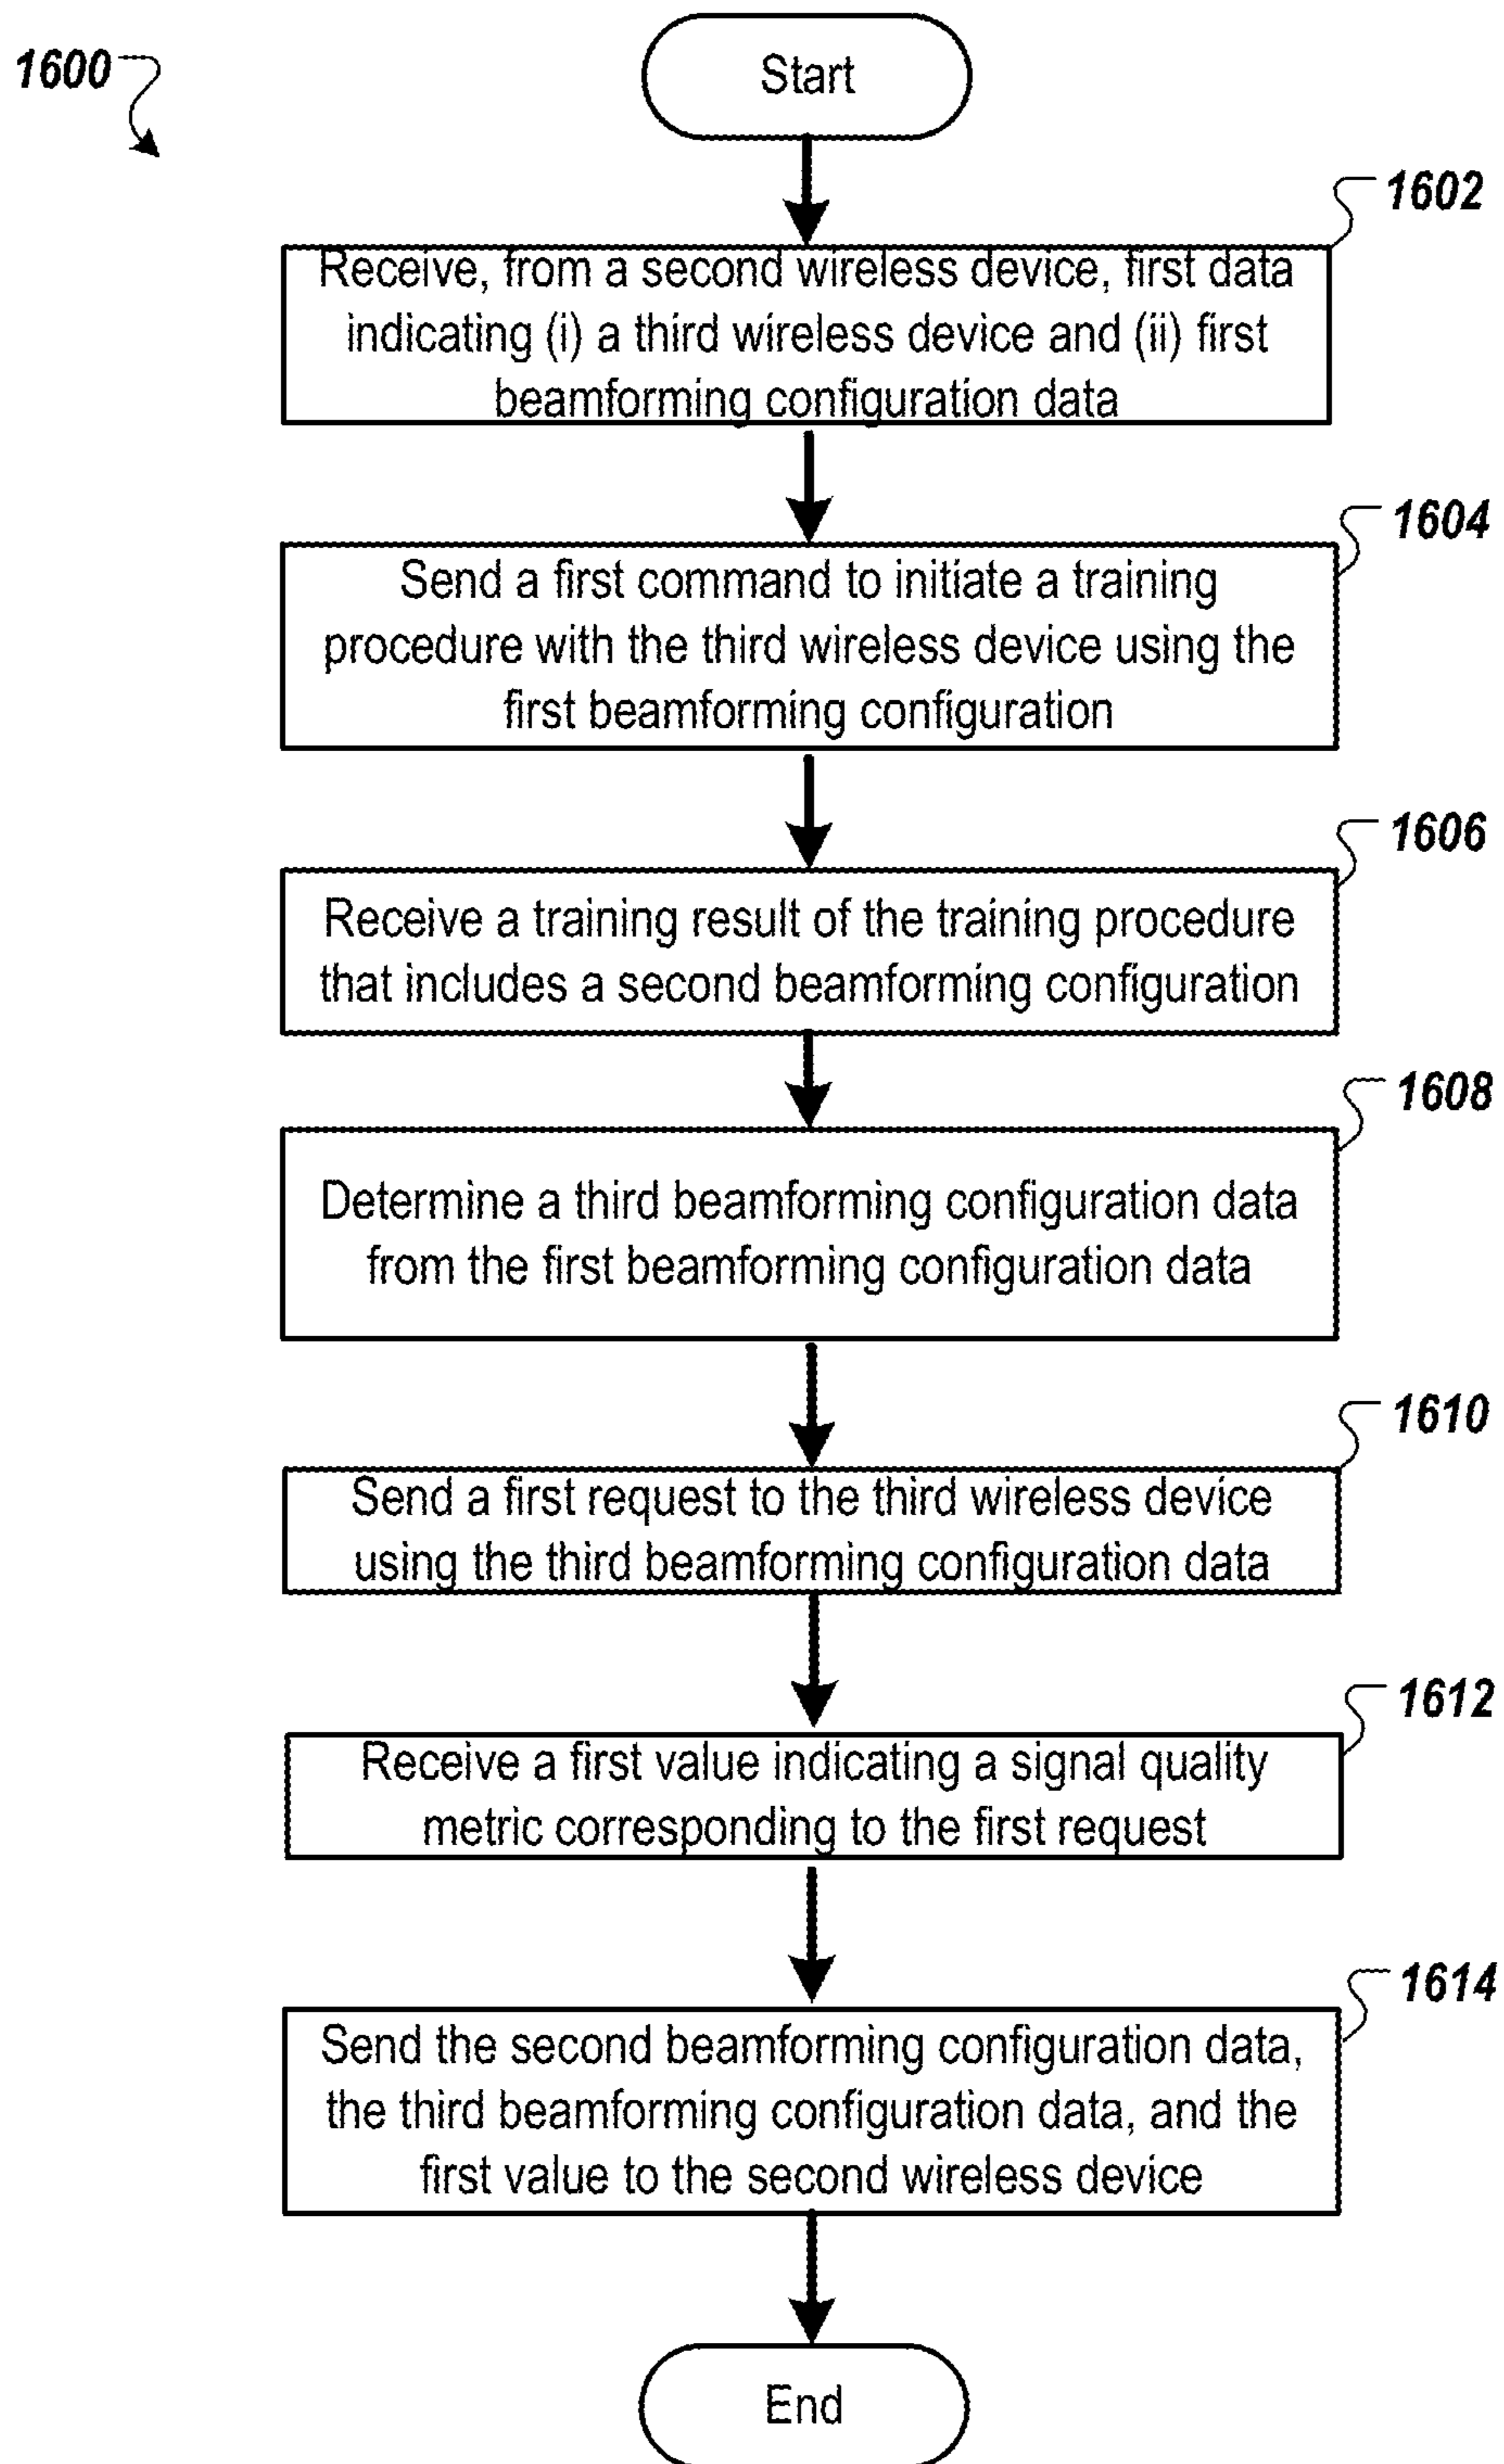 1600
Start
1602
Receive, from a second wireless device, first data
indicating (i) a third wireless device and (ii) first
beamforming configuration data
1604
Send a first command to initiate a training
procedure with the third wireless device using the
first beamforming configuration
1606
Receive a training result of the training procedure
that includes a second beamforming configuration
1608
Determine a third beamforming configuration data
from the first beamforming configuration data
1610
Send a first request to the third wireless device
using the third beamforming configuration data
1612
Receive a first value indicating a signal quality
metric corresponding to the first request
1614
Send the second beamforming configuration data,
the third beamforming configuration data, and the
first value to the second wireless device
End